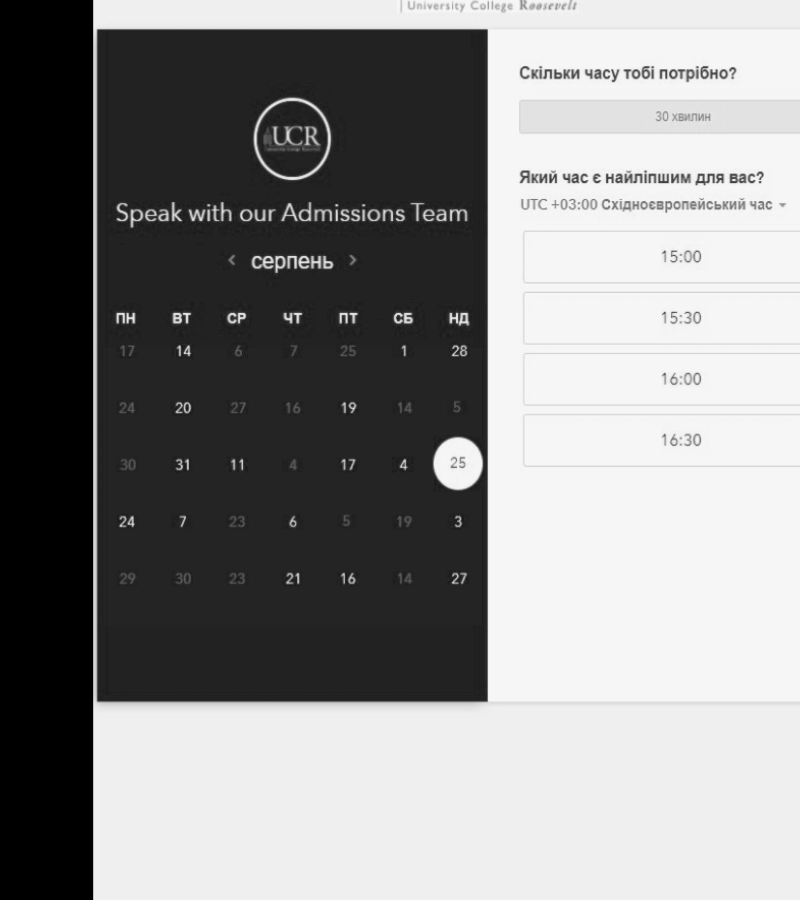 | University College Roosevelt
UCR
Speak with our Admissions Team
серпень
ПН ВТ СР ЧТ ПТ СБ НД
17 14 6 7 25 1 28
24 20 27 16 19 14 5
30 31 11 4 17 4 25
24 7 23 6 5 19 3
29 30 23 21 16 14 27
Скільки часу тобі потрібно?
30 хвилин
Який час є найліпшим для вас?
UTC +03:00 Східноєвропейський час
15:00
15:30
16:00
16:30